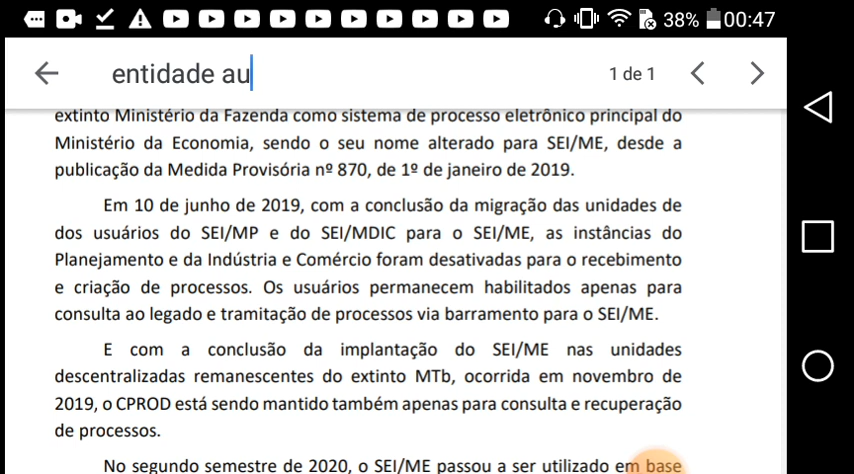 38% 00:47
entidade au
1 de 1
extinto Ministério da Fazenda como sistema de processo eletrônico principal do
Ministério da Economia, sendo o seu nome alterado para SEI/ME, desde a
publicação da Medida Provisória nº 870, de 1º de janeiro de 2019.
Em 10 de junho de 2019, com a conclusão da migração das unidades de
dos usuários do SEI/MP e do SEI/MDIC para o SEI/ME, as instâncias do
Planejamento e da Indústria e Comércio foram desativadas para o recebimento
e criação de processos. Os usuários permanecem habilitados apenas para
consulta ao legado e tramitação de processos via barramento para o SEI/ME.
E com a conclusão da implantação do SEI/ME nas unidades
descentralizadas remanescentes do extinto MTb, ocorrida em novembro de
2019, o CPROD está sendo mantido também apenas para consulta e recuperação
de processos.
No segundo semestre de 2020, o SEI/ME passou a ser utilizado em base